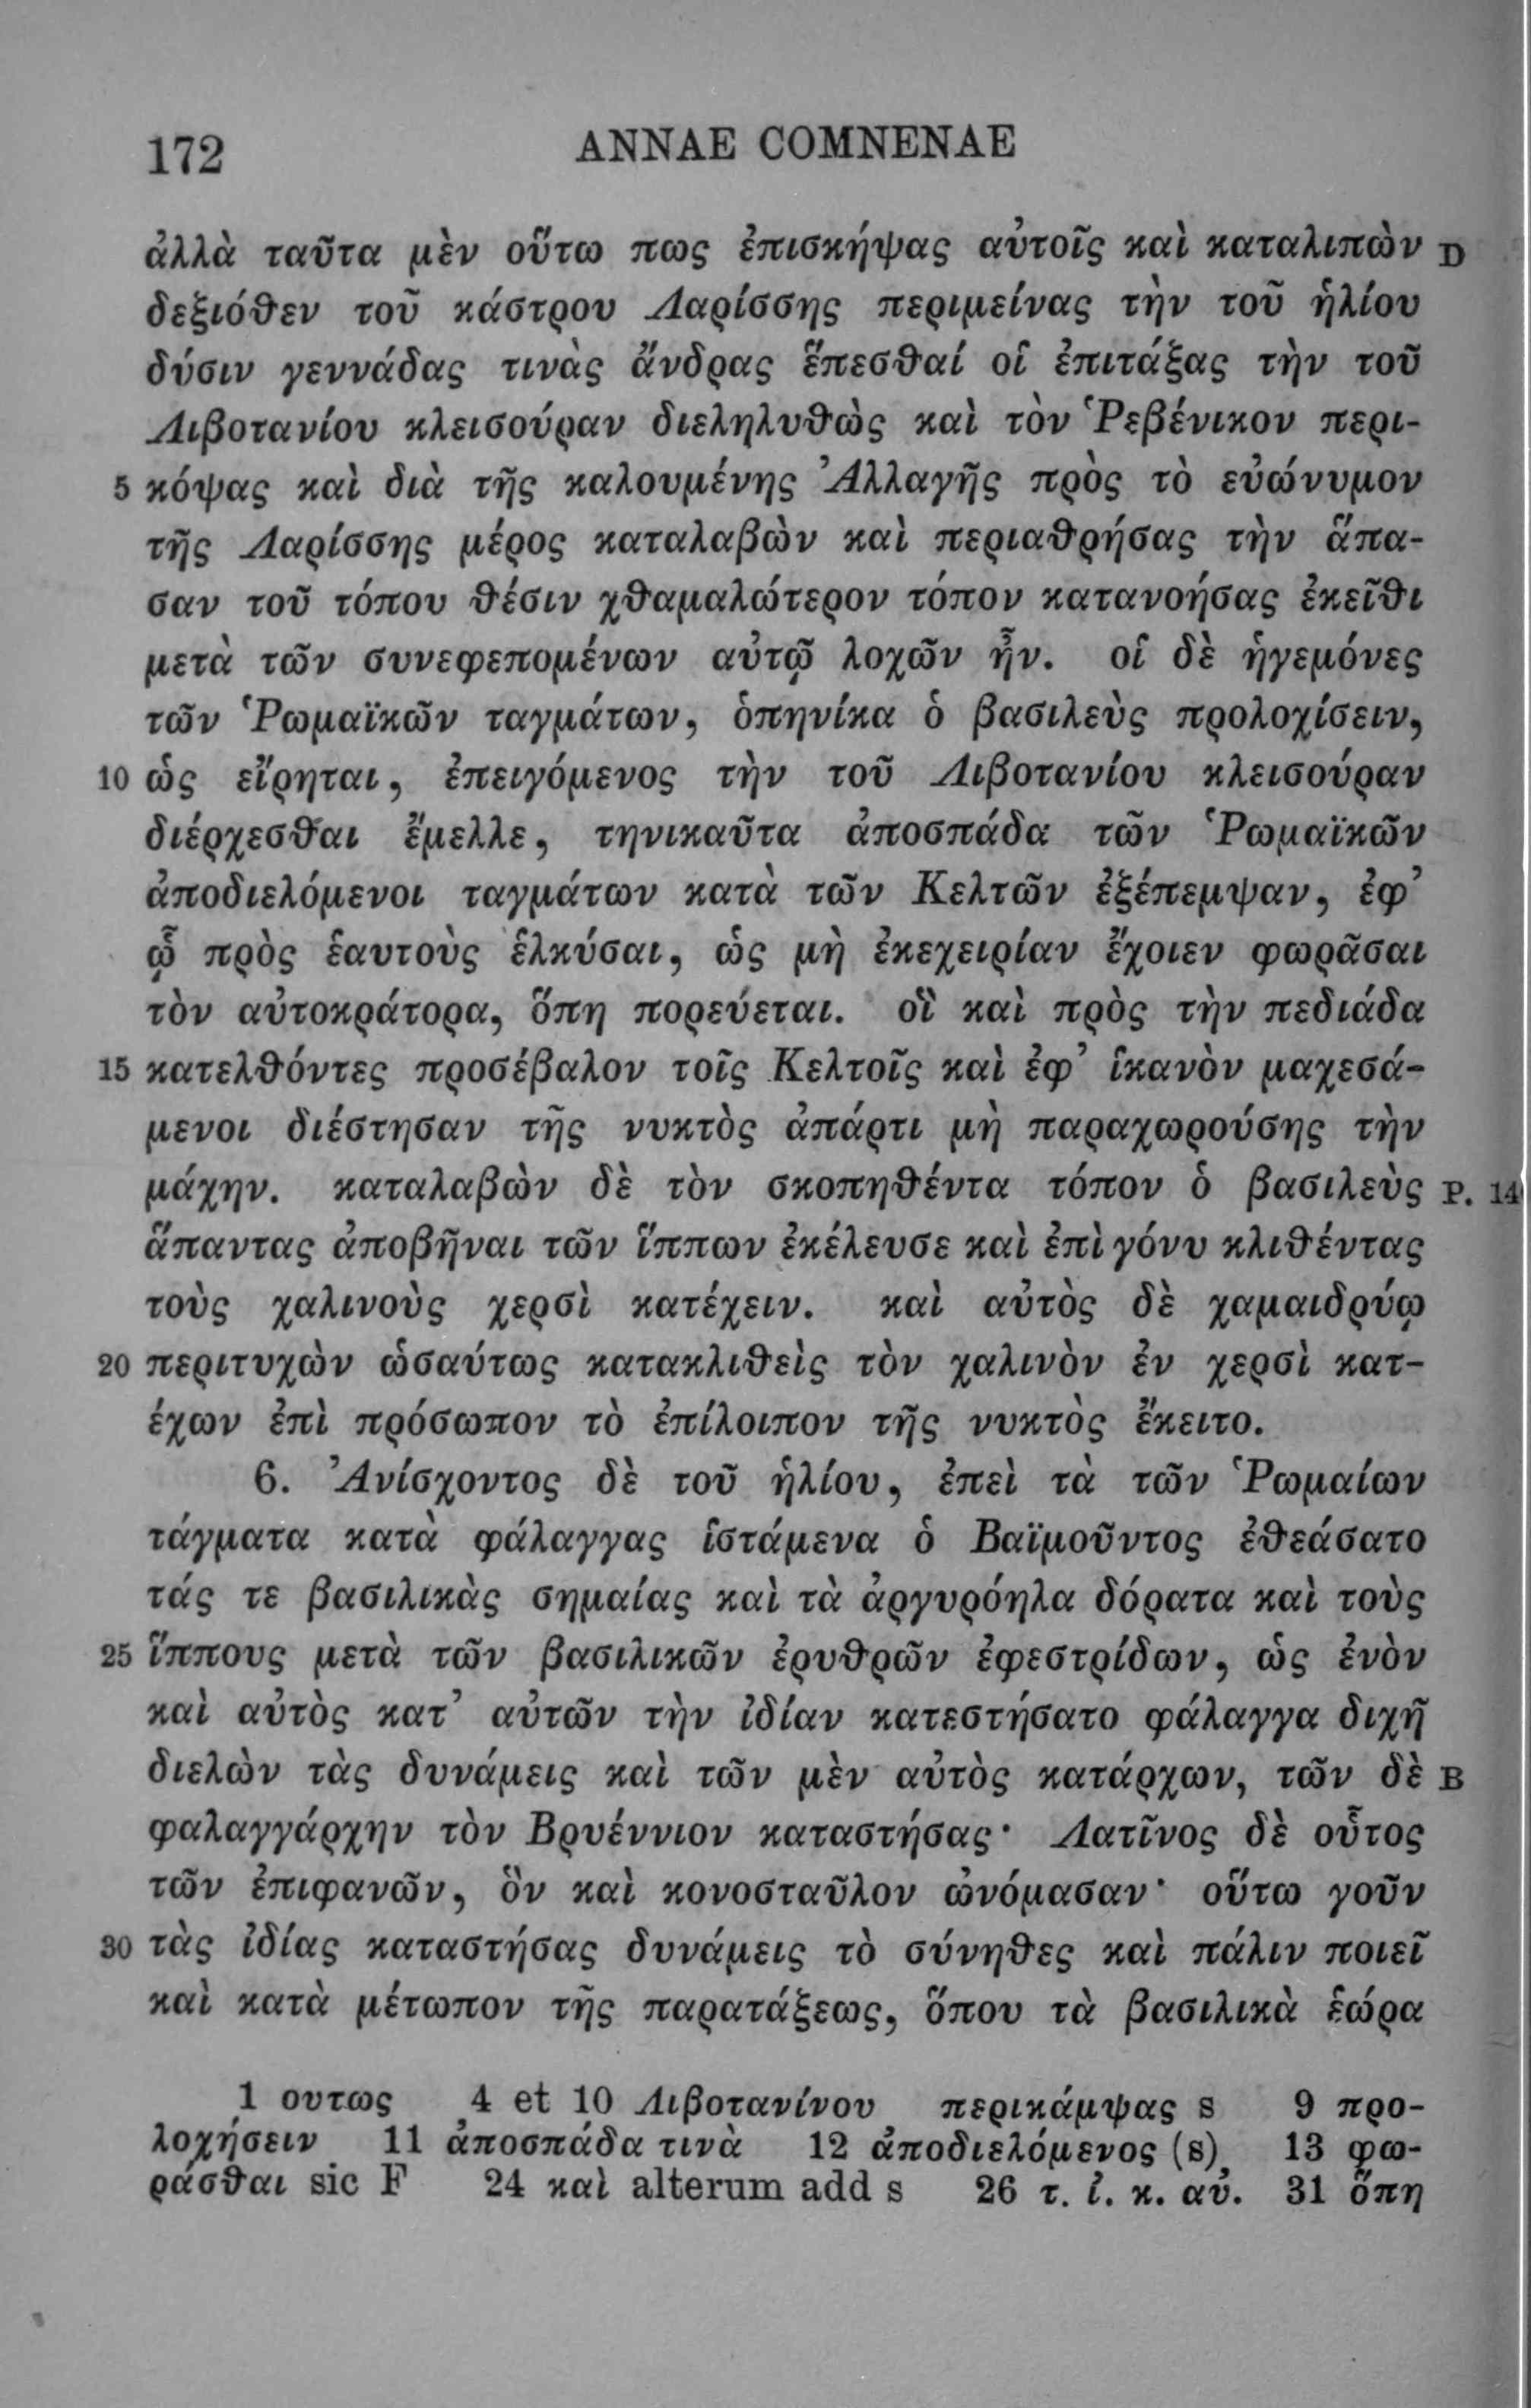 172 ANNAE COMNENAE
ἀλλὰ ταῦτα μὲν οὕτω πως ἐπισκήψας αὐτοῖς καὶ καταλιπὼν D
δεξιόθεν τοῦ κάστρου Λαρίσσης περιμείνας τὴν τοῦ ἡλίου
δύσιν γεννάδας τινὰς ἄνδρας ἕπεσθαί οἱ ἐπιτάξας τὴν τοῦ
Λιβοτανίου κλεισούραν διεληλυθὼς καὶ τὸν Ῥεβένικον περι-
5 κόψας καὶ διὰ τῆς καλουμένης Ἀλλαγῆς πρὸς τὸ εὐώνυμον
τῆς Λαρίσσης μέρος καταλαβὼν καὶ περιαθρήσας τὴν ἅπα-
σαν τοῦ τόπου θέσιν χθαμαλώτερον τόπον κατανοήσας ἐκεῖθι
μετὰ τῶν συνεφεπομένων αὐτῷ λοχῶν ἦν. οἱ δὲ ἡγεμόνες
τῶν Ῥωμαϊκῶν ταγμάτων, ὁπηνίκα ὁ βασιλεὺς προλοχίσειν,
10 ὡς εἴρηται, ἐπειγόμενος τὴν τοῦ Λιβοτανίου κλεισούραν
διέρχεσθαι ἔμελλε, τηνικαῦτα ἀποσπάδα τῶν Ῥωμαϊκῶν
ἀποδιελόμενοι ταγμάτων κατὰ τῶν Κελτῶν ἐξέπεμψαν, ἐφ’
ᾧ πρὸς ἑαυτοὺς ἑλκύσαι, ὡς μὴ ἐκεχειρίαν ἔχοιεν φωρᾶσαι
τὸν αὐτοκράτορα, ὅπη πορεύεται. οἳ καὶ πρὸς τὴν πεδιάδα
15 κατελθόντες προσέβαλον τοῖς Κελτοῖς καὶ ἐφ’ ἱκανὸν μαχεσά-
μενοι διέστησαν τῆς νυκτὸς ἀπάρτι μὴ παραχωρούσης τὴν
μάχην. καταλαβὼν δὲ τὸν σκοπηθέντα τόπον ὁ βασιλεὺς P. 14
ἅπαντας ἀποβῆναι τῶν ἵππων ἐκέλευσε καὶ ἐπὶ γόνυ κλιθέντας
τοὺς χαλινοὺς χερσὶ κατέχειν. καὶ αὐτὸς δὲ χαμαιδρύῳ
20 περιτυχὼν ὡσαύτως κατακλιθεὶς τὸν χαλινὸν ἐν χερσὶ κατ-
έχων ἐπὶ πρόσωπον τὸ ἐπίλοιπον τῆς νυκτὸς ἔκειτο.
6. Ἀνίσχοντος δὲ τοῦ ἡλίου, ἐπεὶ τὰ τῶν Ῥωμαίων
τάγματα κατὰ φάλαγγας ἱστάμενα ὁ Βαϊμοῦντος ἐθεάσατο
τάς τε βασιλικὰς σημαίας καὶ τὰ ἀργυρόηλα δόρατα καὶ τοὺς
25 ἵππους μετὰ τῶν βασιλικῶν ἐρυθρῶν ἐφεστρίδων, ὡς ἐνὸν
καὶ αὐτὸς κατ’ αὐτῶν τὴν ἰδίαν κατεστήσατο φάλαγγα διχῇ
διελὼν τὰς δυνάμεις καὶ τῶν μὲν αὐτὸς κατάρχων, τῶν δὲ B
φαλαγγάρχην τὸν Βρυέννιον καταστήσας· Λατῖνος δὲ οὗτος
τῶν ἐπιφανῶν, ὃν καὶ κονοσταῦλον ὠνόμασαν· οὕτω γοῦν
30 τὰς ἰδίας καταστήσας δυνάμεις τὸ σύνηθες καὶ πάλιν ποιεῖ
καὶ κατὰ μέτωπον τῆς παρατάξεως, ὅπου τὰ βασιλικὰ ἑώρα
1 ουτως 4 et 10 Λιβοτανίνου περικάμψας s 9 προ-
λοχήσειν 11 ἀποσπάδα τινὰ 12 ἀποδιελόμενος (s) 13 φω-
ράσθαι sic F 24 καὶ alterum add s 26 τ. ἰ. κ. αὐ. 31 ὅπη